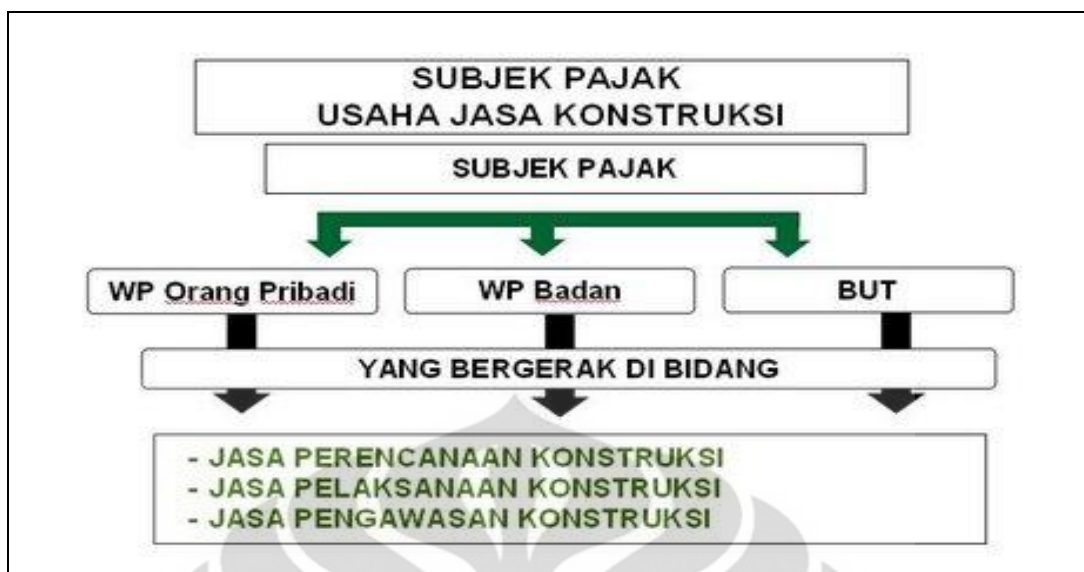 SUBJEK PAJAK
USAHA JASA KONSTRUKSI
SUBJEK PAJAK
WP Orang Pribadi
WP Badan
BUT
YANG BERGERAK DI BIDANG
- JASA PERENCANAAN KONSTRUKSI
- JASA PELAKSANAAN KONSTRUKSI
- JASA PENGAWASAN KONSTRUKSI